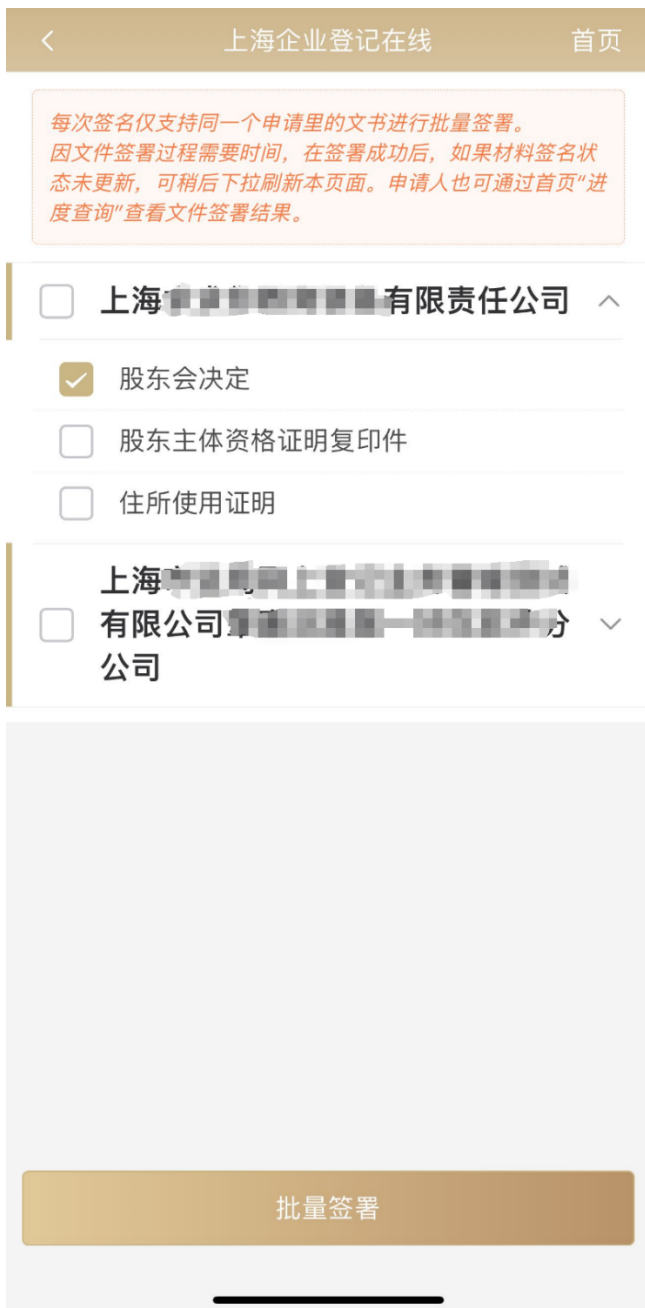 上海企业登记在线
首页
每次签名仅支持同一个申请里的文书进行批量签署。
因文件签署过程需要时间，在签署成功后，如果材料签名状
态未更新，可稍后下拉刷新本页面。申请人也可通过首页“进
度查询”查看文件签署结果。
上海 有限责任公司
股东会决定
股东主体资格证明复印件
住所使用证明
上海
有限公司 分
公司
批量签署